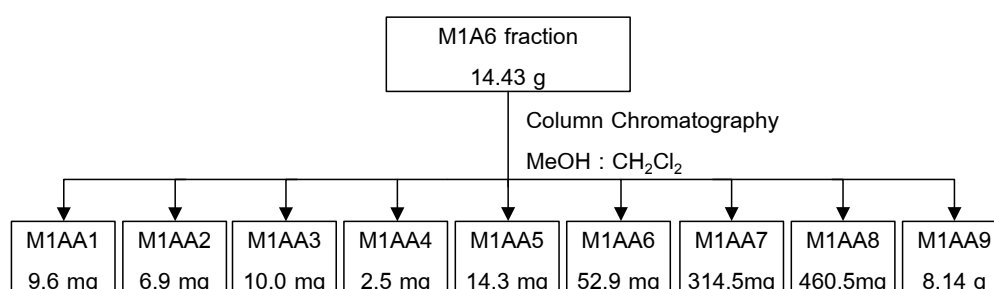 M1A6 fraction
14.43 g
Column Chromatography
MeOH : CH₂Cl₂
M1AA1 M1AA2 M1AA3 M1AA4 M1AA5 M1AA6 M1AA7 M1AA8 M1AA9
9.6 mg 6.9 mg 10.0 mg 2.5 mg 14.3 mg 52.9 mg 314.5mg 460.5mg 8.14 g